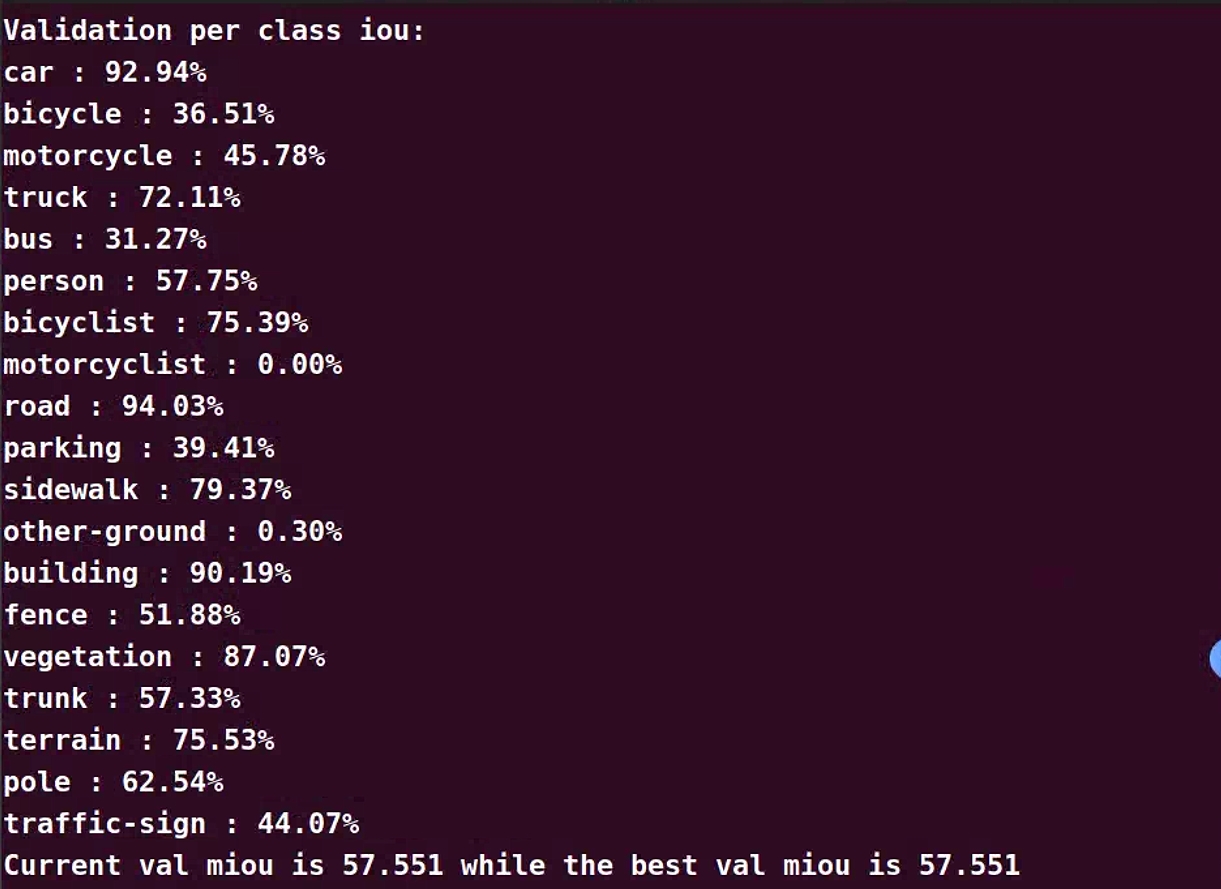 Validation per class iou:
car : 92.94%
bicycle : 36.51%
motorcycle : 45.78%
truck : 72.11%
bus : 31.27%
person : 57.75%
bicyclist : 75.39%
motorcyclist : 0.00%
road : 94.03%
parking : 39.41%
sidewalk : 79.37%
other-ground : 0.30%
building : 90.19%
fence : 51.88%
vegetation : 87.07%
trunk : 57.33%
terrain : 75.53%
pole : 62.54%
traffic-sign : 44.07%
Current val miou is 57.551 while the best val miou is 57.551